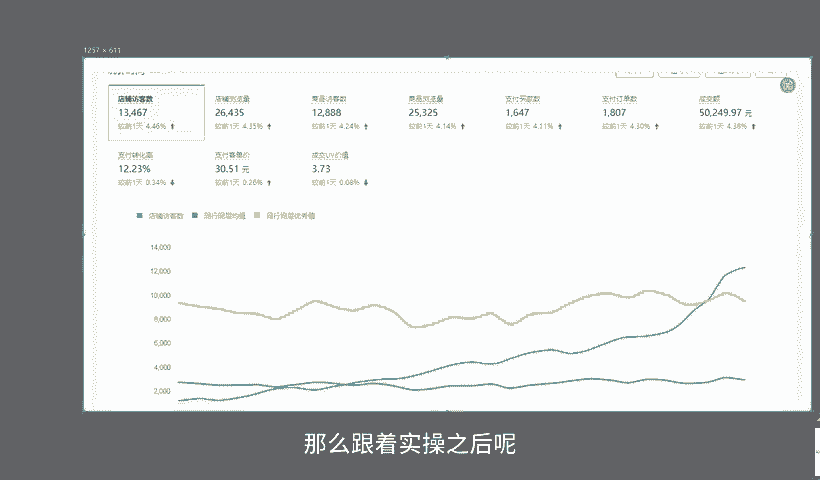 1257 × 611
店铺访客数 店铺浏览量 商品访客数 商品浏览量 支付买数数 支付订单数 成交额
13,467 26,435 12,888 25,325 1,647 1,807 50,249.97 元
较前1天 4.46% 较前1天 4.35% 较前1天 4.24% 较前1天 4.14% 较前1天 4.11% 较前1天 4.30% 较前1天 4.38%
支付转化率 支付客单价 成交UV价值
12.23% 30.51 元 3.73
较前1天 0.34% 较前1天 0.26% 较前1天 0.08%
店铺访客数 同行同层均值 同行同层优秀值
14,000
12,000
10,000
8,000
6,000
4,000
2,000
那么跟着实操之后呢